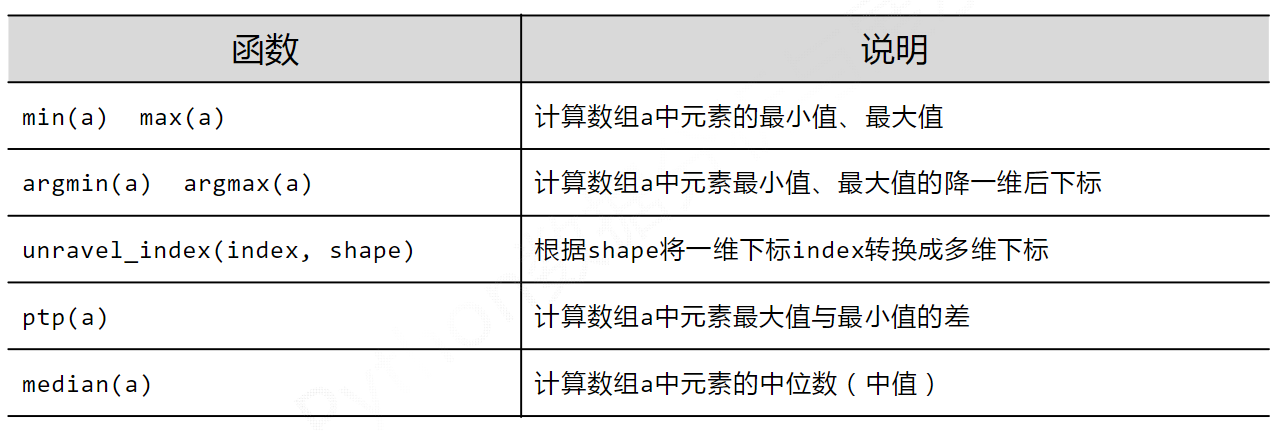 函数 说明
min(a) max(a) 计算数组a中元素的最小值、最大值
argmin(a) argmax(a) 计算数组a中元素最小值、最大值的降一维后下标
unravel_index(index, shape) 根据shape将一维下标index转换成多维下标
ptp(a) 计算数组a中元素最大值与最小值的差
median(a) 计算数组a中元素的中位数（中值）